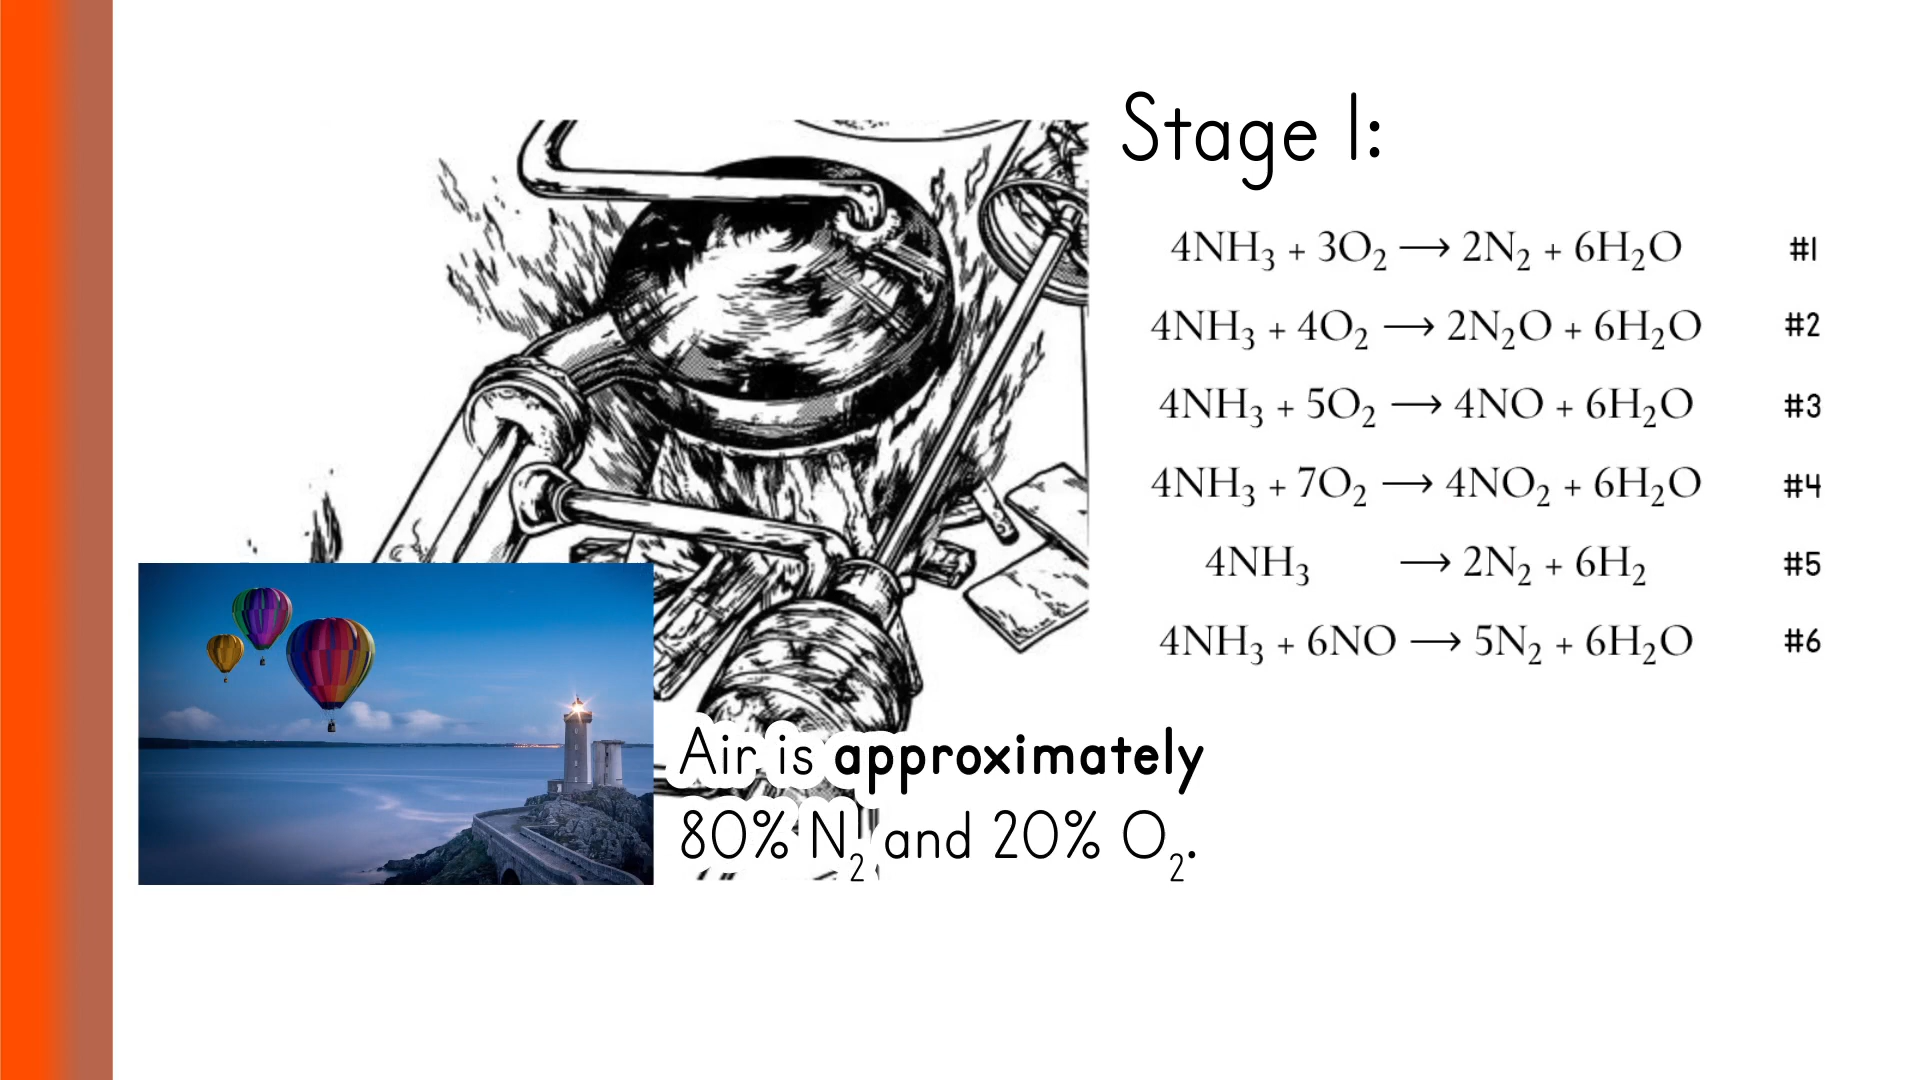 Stage 1:
4NH₃ + 3O₂ ⟶ 2N₂ + 6H₂O #1
4NH₃ + 4O₂ ⟶ 2N₂O + 6H₂O #2
4NH₃ + 5O₂ ⟶ 4NO + 6H₂O #3
4NH₃ + 7O₂ ⟶ 4NO₂ + 6H₂O #4
4NH₃ ⟶ 2N₂ + 6H₂ #5
4NH₃ + 6NO ⟶ 5N₂ + 6H₂O #6
Air is approximately
80% N₂ and 20% O₂.